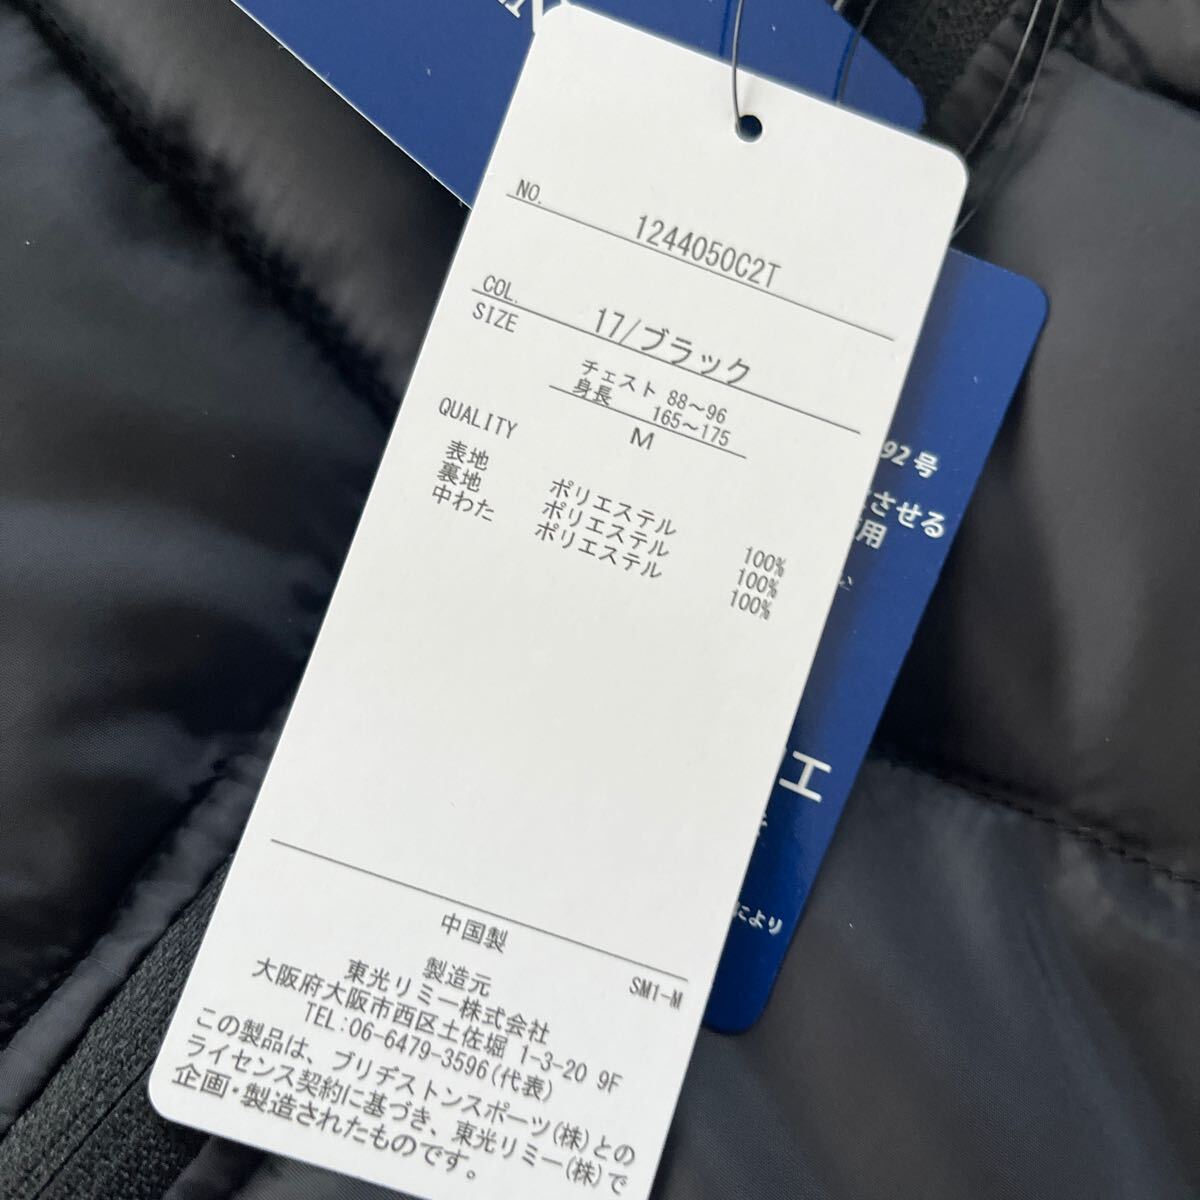 NO.
1244050C2T
COL.
17/ブラック
SIZE
チェスト 88～96
身長 165～175
M
QUALITY
表地 ポリエステル 100%
裏地 ポリエステル 100%
中わた ポリエステル 100%
中国製
SM1-M
製造元
東光リミー株式会社
大阪府大阪市西区土佐堀 1-3-20 9F
TEL:06-6479-3596(代表)
この製品は、ブリヂストンスポーツ(株)との
ライセンス契約に基づき、東光リミー(株)で
企画・製造されたものです。
92号
させる
用
い
エ
により